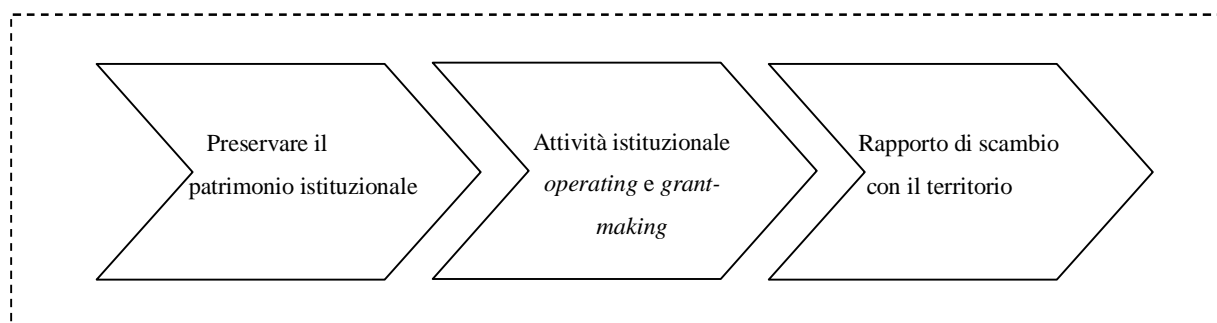 Preservare il
patrimonio istituzionale
Attività istituzionale
operating e grant-
making
Rapporto di scambio
con il territorio